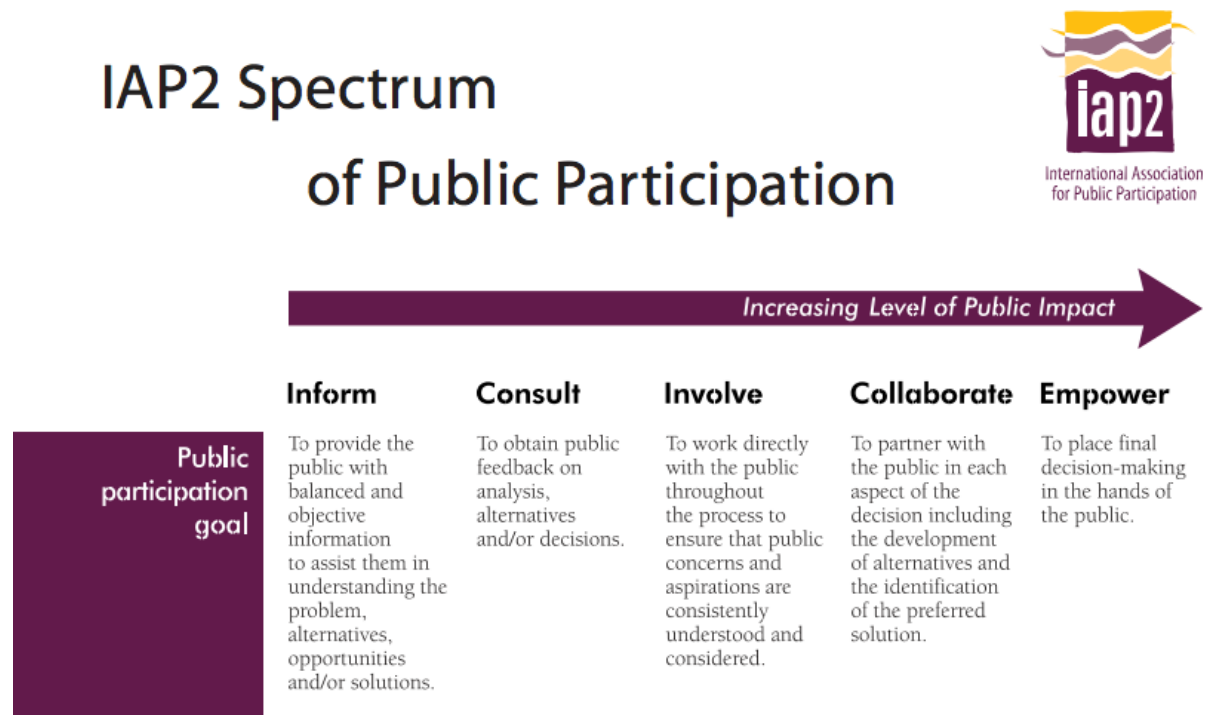 IAP2 Spectrum
of Public Participation
iap2
International Association
for Public Participation
Increasing Level of Public Impact
Inform
Consult
Involve
Collaborate
Empower
Public
participation
goal
To provide the
public with
balanced and
objective
information
to assist them in
understanding the
problem,
alternatives,
opportunities
and/or solutions.
To obtain public
feedback on
analysis,
alternatives
and/or decisions.
To work directly
with the public
throughout
the process to
ensure that public
concerns and
aspirations are
consistently
understood and
considered.
To partner with
the public in each
aspect of the
decision including
the development
of alternatives and
the identification
of the preferred
solution.
To place final
decision-making
in the hands of
the public.